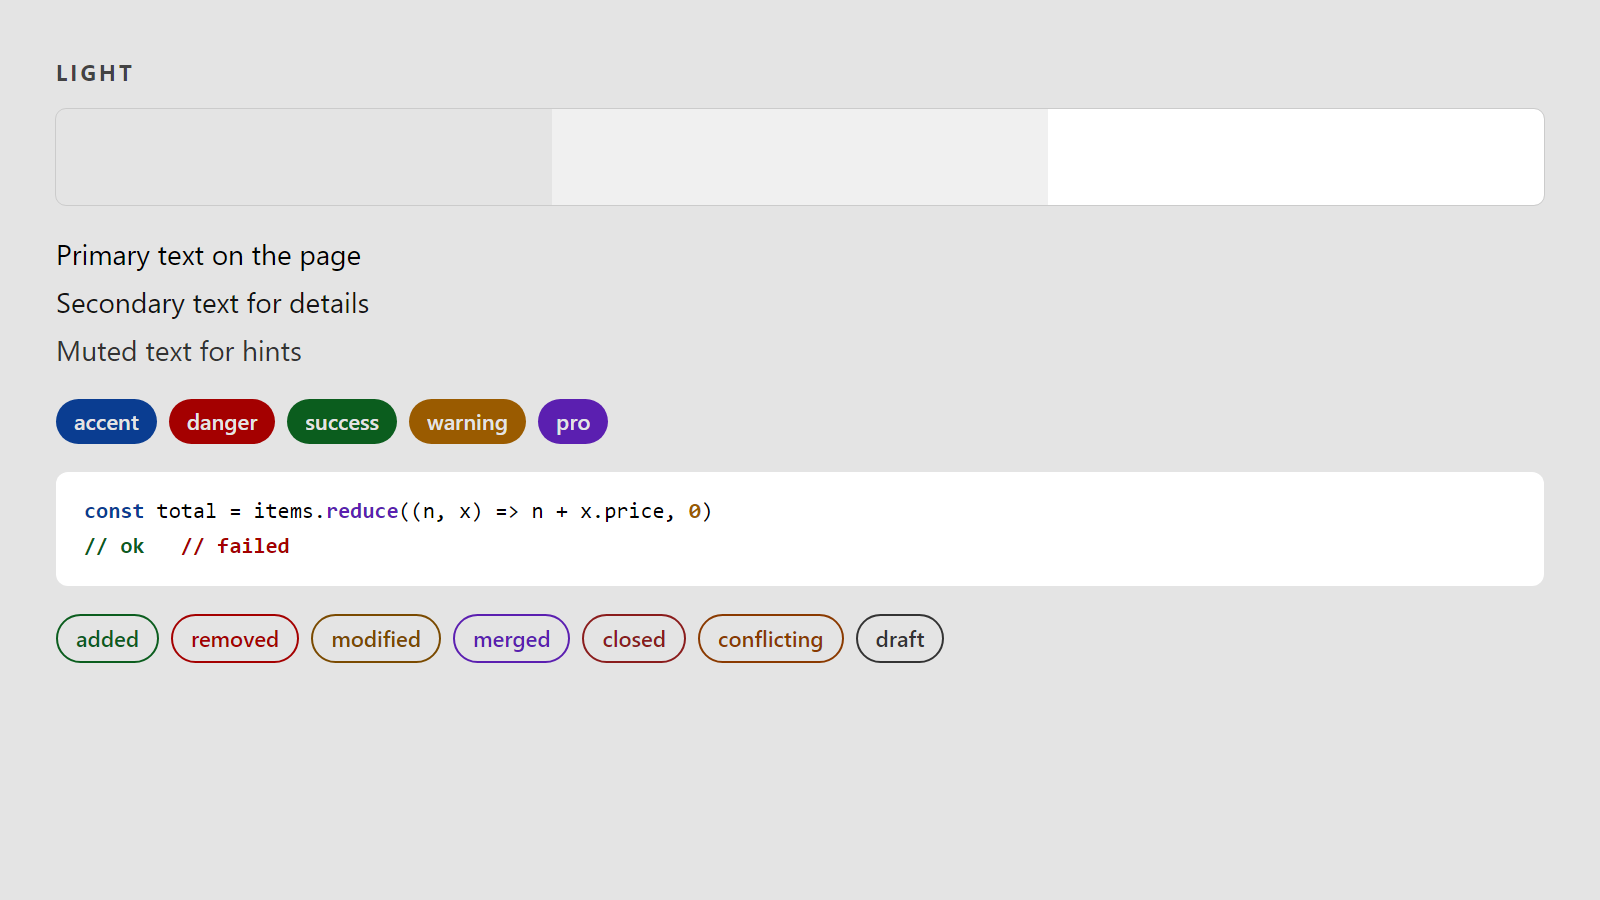 LIGHT
Primary text on the page
Secondary text for details
Muted text for hints
accent danger success warning pro
const total = items.reduce((n, x) => n + x.price, 0)
// ok   // failed
added removed modified merged closed conflicting draft